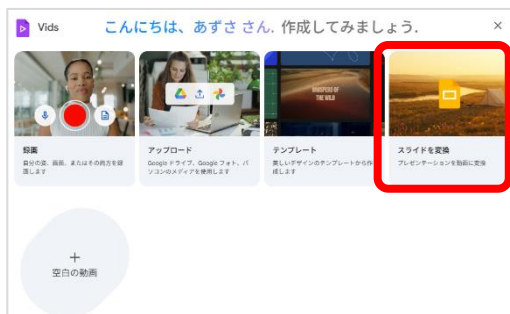 Vids
こんにちは、あずさ さん. 作成してみましょう.
WHISPERS OF
THE WILD
録画
自分の姿、画面、またはその両方を録
画します
アップロード
Google ドライブ、Google フォト、パ
ソコンのメディアを使用します
テンプレート
美しいデザインのテンプレートから作
成します
スライドを変換
プレゼンテーションを動画に変換
空白の動画